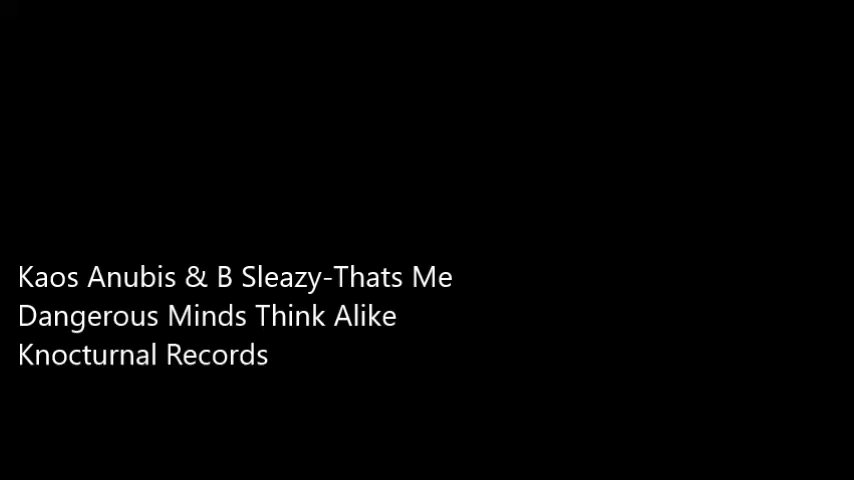 Kaos Anubis & B Sleazy-Thats Me
Dangerous Minds Think Alike
Knocturnal Records